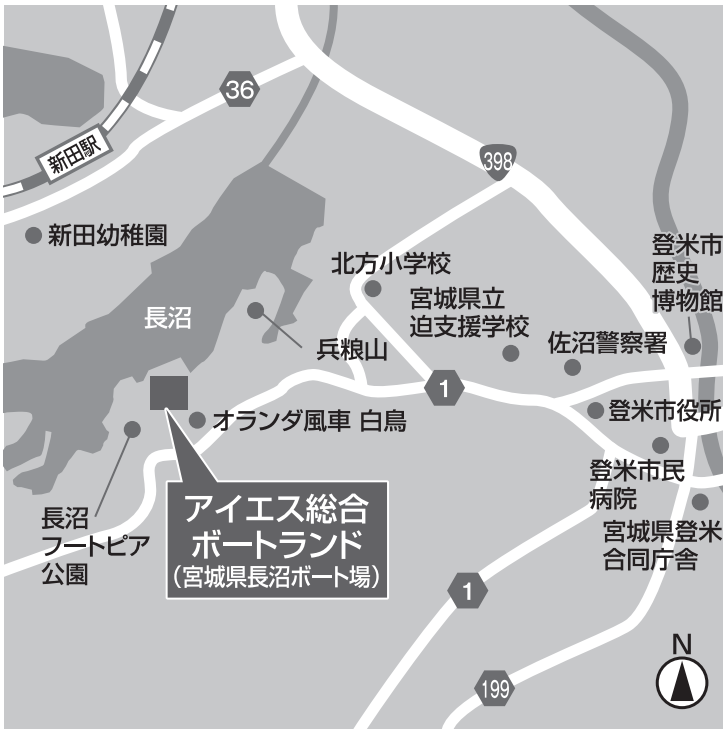 36
新田駅
398
新田幼稚園
登米市
歴史
博物館
北方小学校
宮城県立
迫支援学校
長沼
兵粮山
佐沼警察署
1
オランダ風車 白鳥
登米市役所
登米市民
病院
アイエス総合
ボートランド
(宮城県長沼ボート場)
長沼
フートピア
公園
宮城県登米
合同庁舎
1
199
N